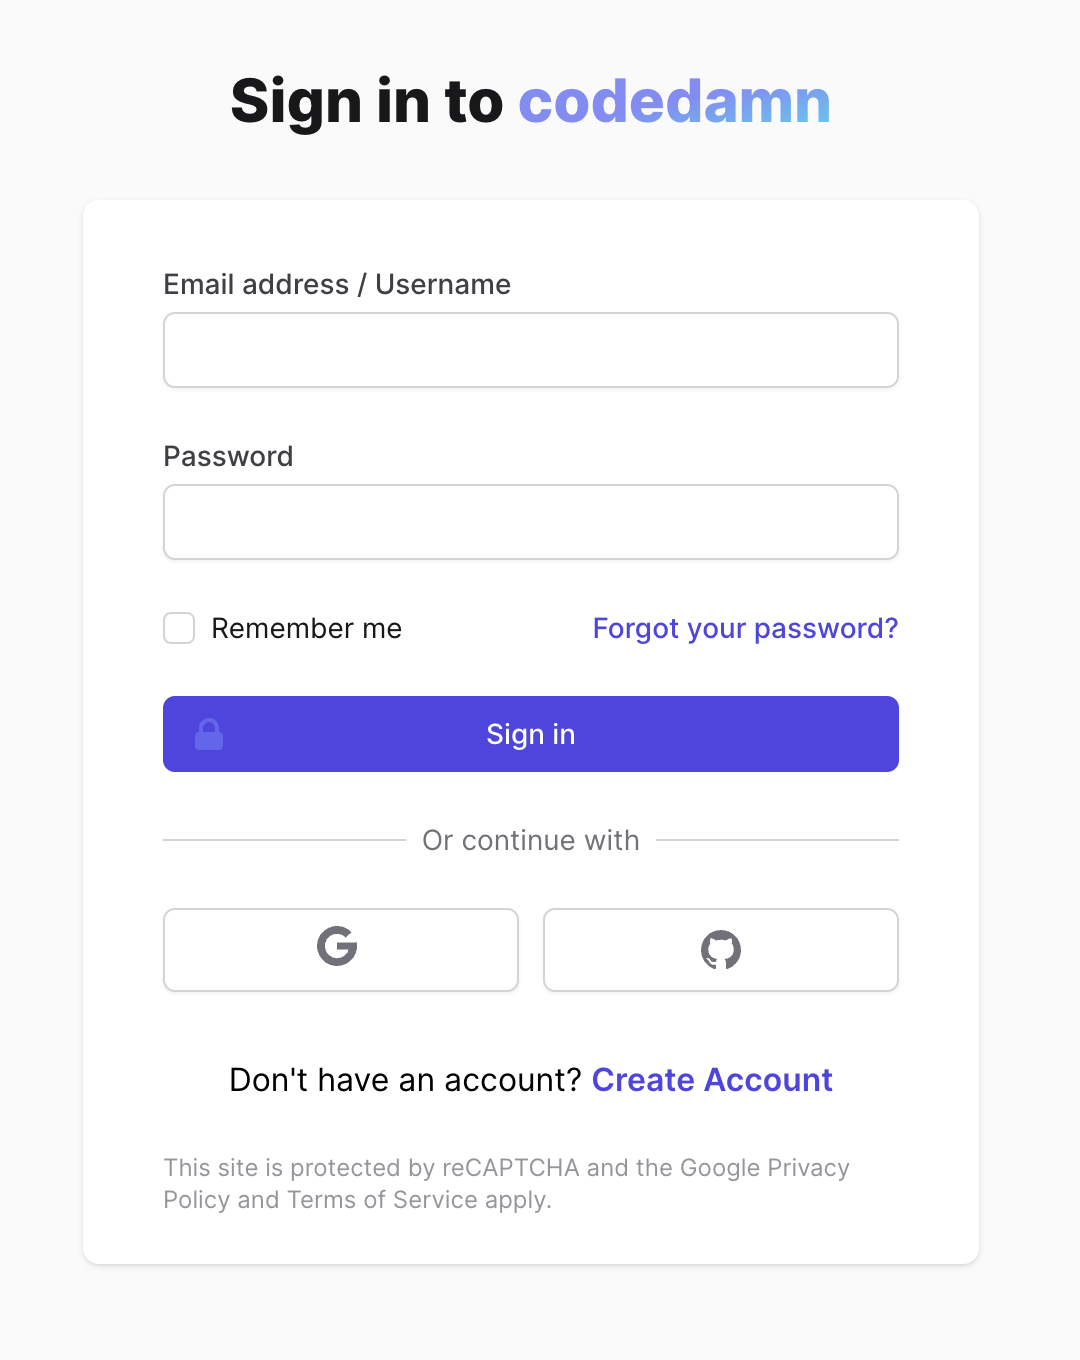 Sign in to codedamn
Email address / Username
Password
Remember me
Forgot your password?
Sign in
Or continue with
Don't have an account? Create Account
This site is protected by reCAPTCHA and the Google Privacy
Policy and Terms of Service apply.